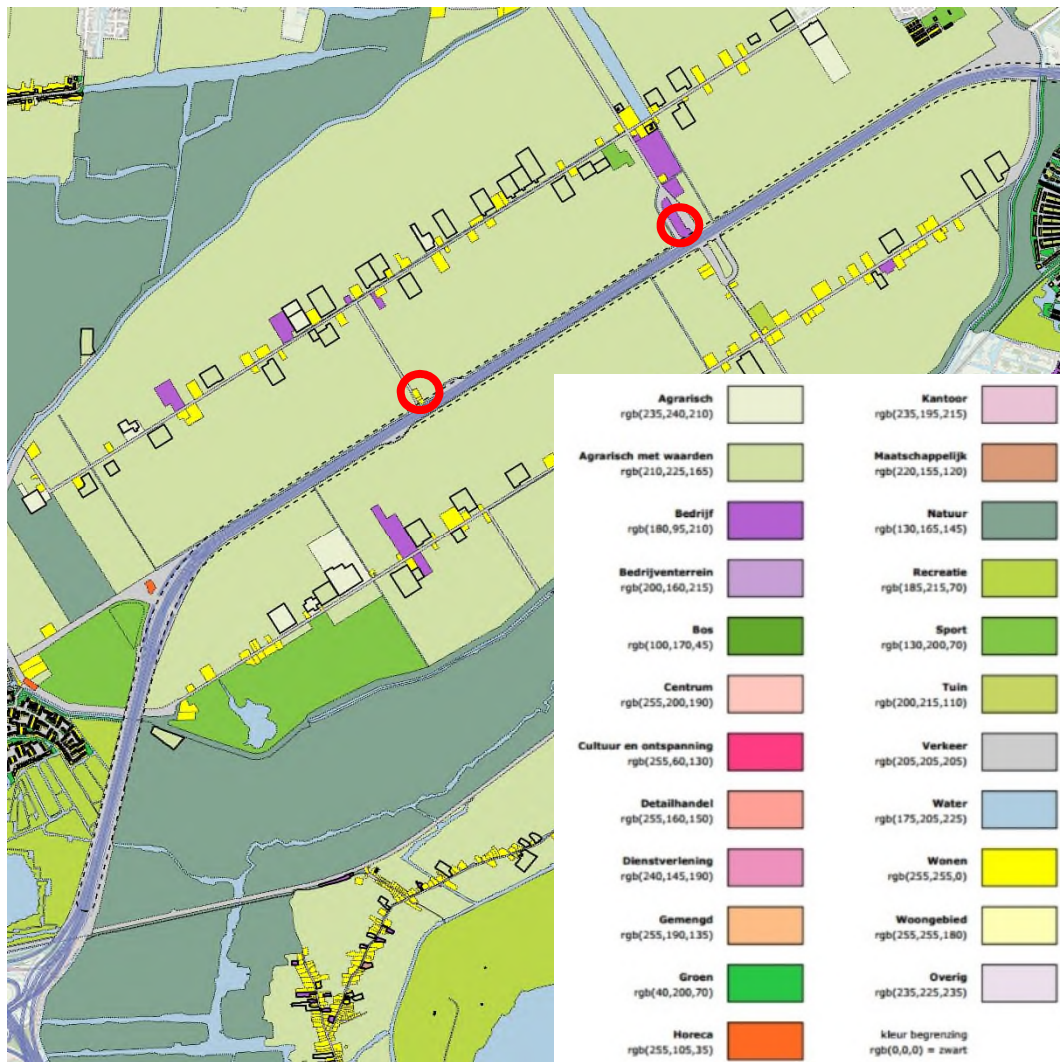 Agrarisch
rgb(235,240,210)
Agrarisch met waarden
rgb(210,225,165)
Bedrijf
rgb(180,95,210)
Bedrijventerrein
rgb(200,160,215)
Bos
rgb(100,170,45)
Centrum
rgb(255,200,190)
Cultuur en ontspanning
rgb(255,60,130)
Detailhandel
rgb(255,160,150)
Dienstverlening
rgb(240,145,190)
Gemengd
rgb(255,190,135)
Groen
rgb(40,200,70)
Horeca
rgb(255,105,35)
Kantoor
rgb(235,195,215)
Maatschappelijk
rgb(220,155,120)
Natuur
rgb(130,165,145)
Recreatie
rgb(185,215,70)
Sport
rgb(130,200,70)
Tuin
rgb(200,215,110)
Verkeer
rgb(205,205,205)
Water
rgb(175,205,225)
Wonen
rgb(255,255,0)
Woongebied
rgb(255,255,180)
Overig
rgb(235,225,235)
kleur begrenzing
rgb(0,0,0) = zwart